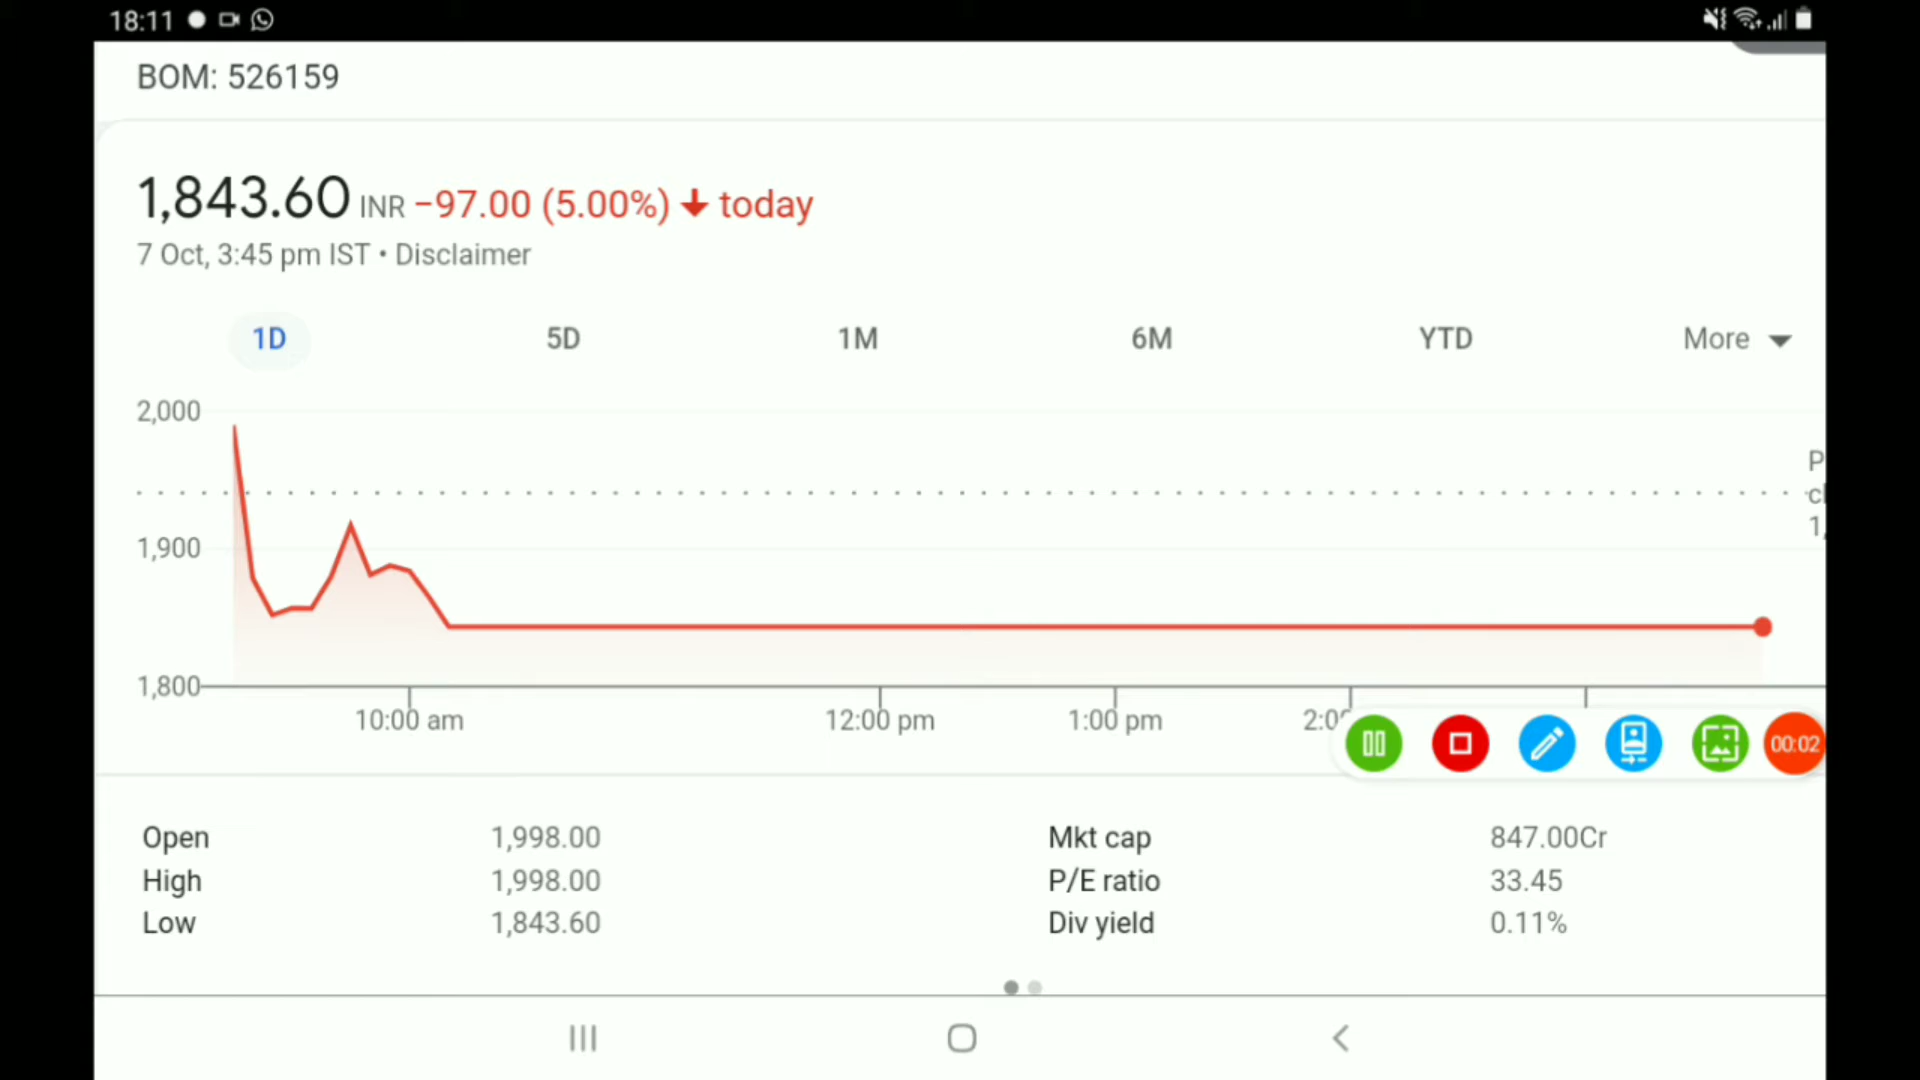 18:11
BOM: 526159
1,843.60 INR −97.00 (5.00%) ↓ today
7 Oct, 3:45 pm IST • Disclaimer
1D 5D 1M 6M YTD More
2,000
1,900
1,800
10:00 am 12:00 pm 1:00 pm
00:02
Open 1,998.00 Mkt cap 847.00Cr
High 1,998.00 P/E ratio 33.45
Low 1,843.60 Div yield 0.11%